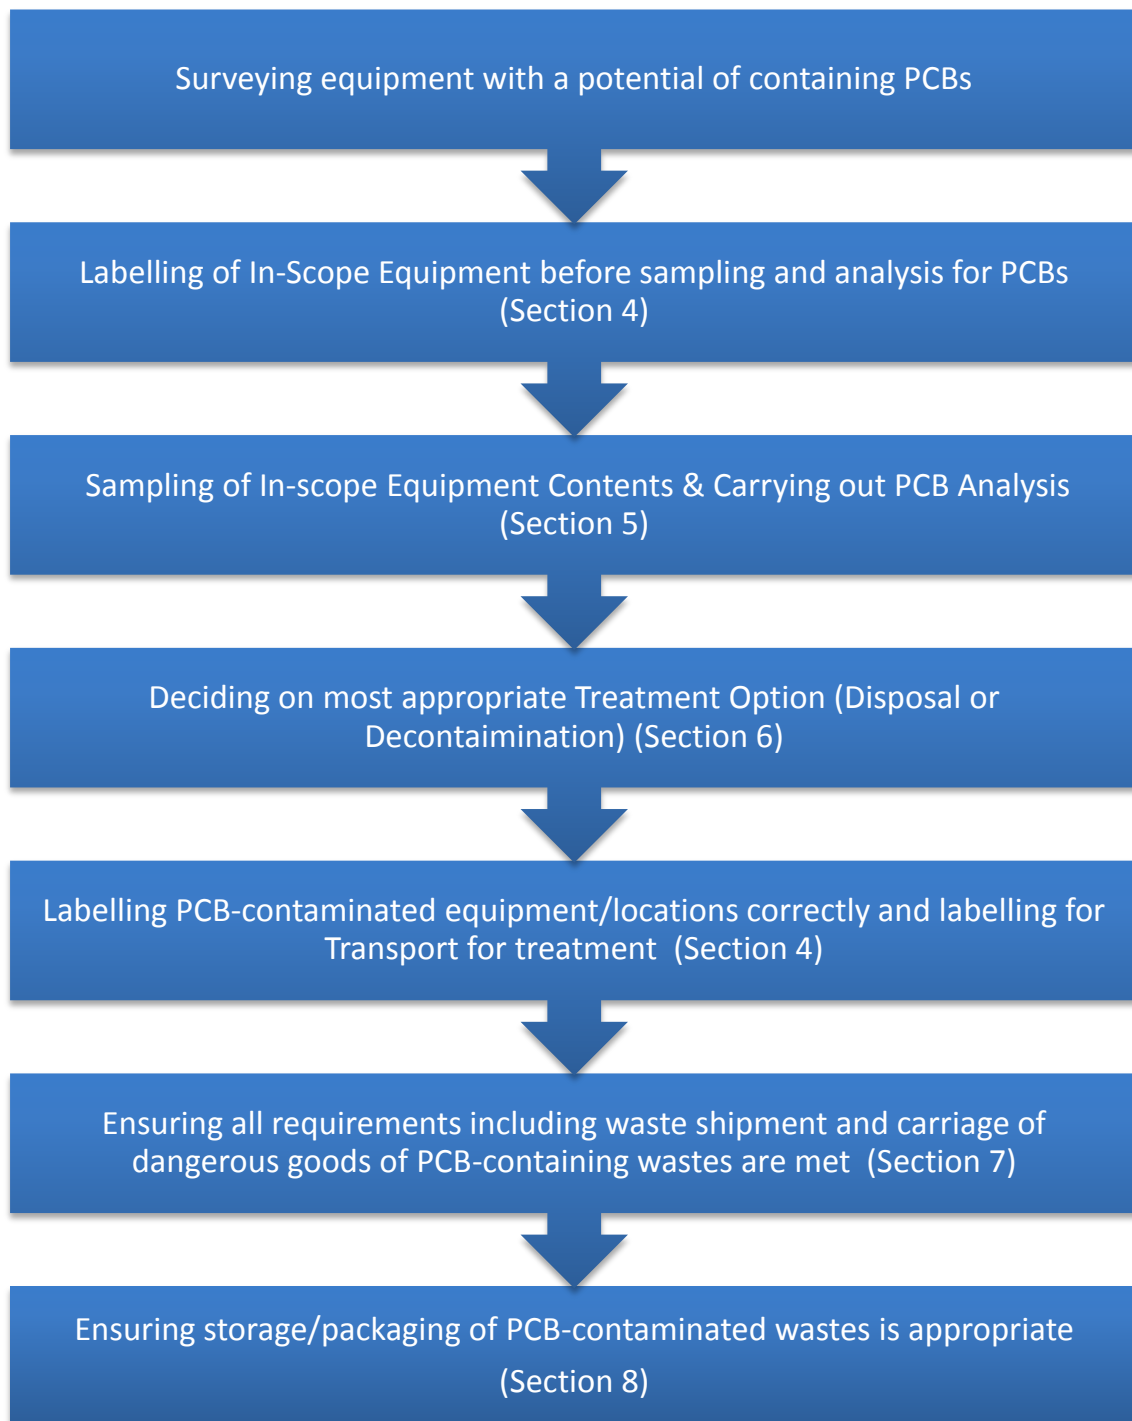 Surveying equipment with a potential of containing PCBs
Labelling of In-Scope Equipment before sampling and analysis for PCBs
(Section 4)
Sampling of In-scope Equipment Contents & Carrying out PCB Analysis
(Section 5)
Deciding on most appropriate Treatment Option (Disposal or
Decontaimination) (Section 6)
Labelling PCB-contaminated equipment/locations correctly and labelling for
Transport for treatment  (Section 4)
Ensuring all requirements including waste shipment and carriage of
dangerous goods of PCB-containing wastes are met  (Section 7)
Ensuring storage/packaging of PCB-contaminated wastes is appropriate
(Section 8)